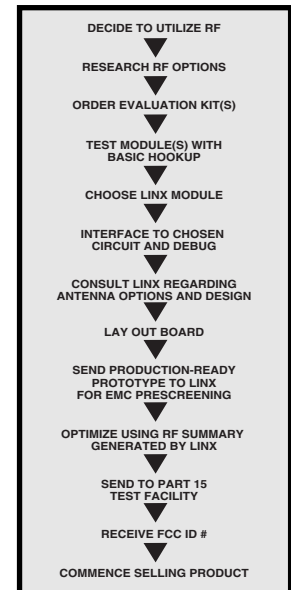 DECIDE TO UTILIZE RF
RESEARCH RF OPTIONS
ORDER EVALUATION KIT(S)
TEST MODULE(S) WITH
BASIC HOOKUP
CHOOSE LINX MODULE
INTERFACE TO CHOSEN
CIRCUIT AND DEBUG
CONSULT LINX REGARDING
ANTENNA OPTIONS AND DESIGN
LAY OUT BOARD
SEND PRODUCTION-READY
PROTOTYPE TO LINX
FOR EMC PRESCREENING
OPTIMIZE USING RF SUMMARY
GENERATED BY LINX
SEND TO PART 15
TEST FACILITY
RECEIVE FCC ID #
COMMENCE SELLING PRODUCT